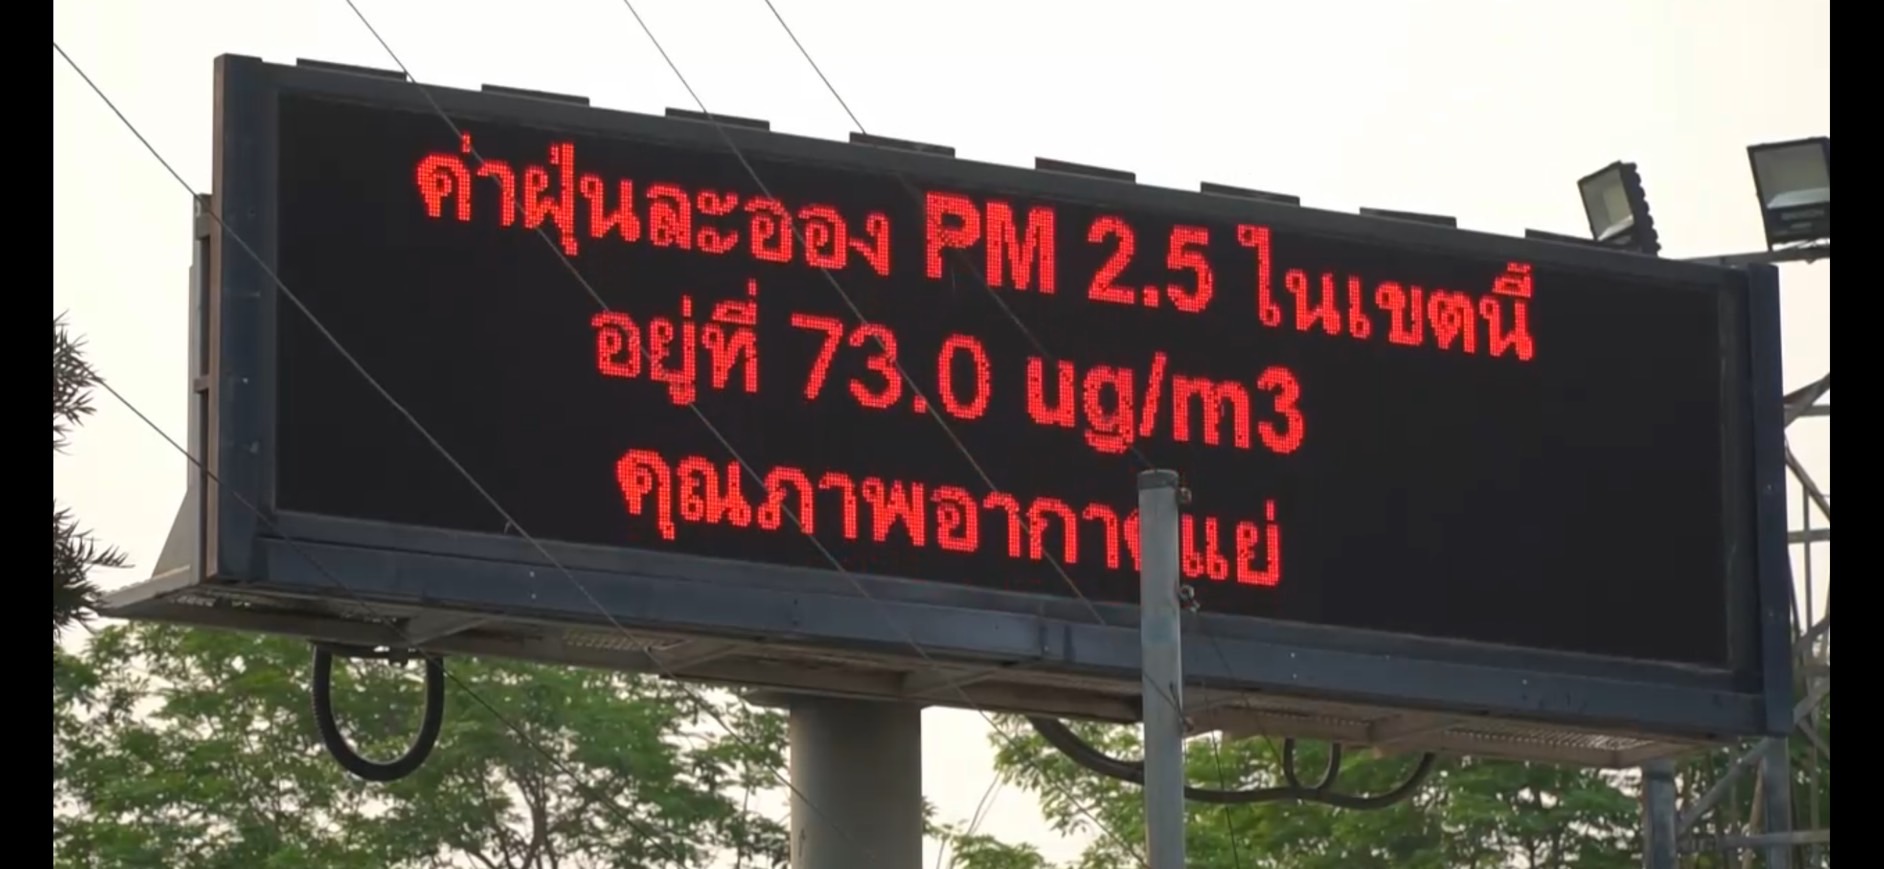 ค่าฝุ่นละออง PM 2.5 ในเขตนี้
อยู่ที่ 73.0 ug/m3
คุณภาพอากาศแย่